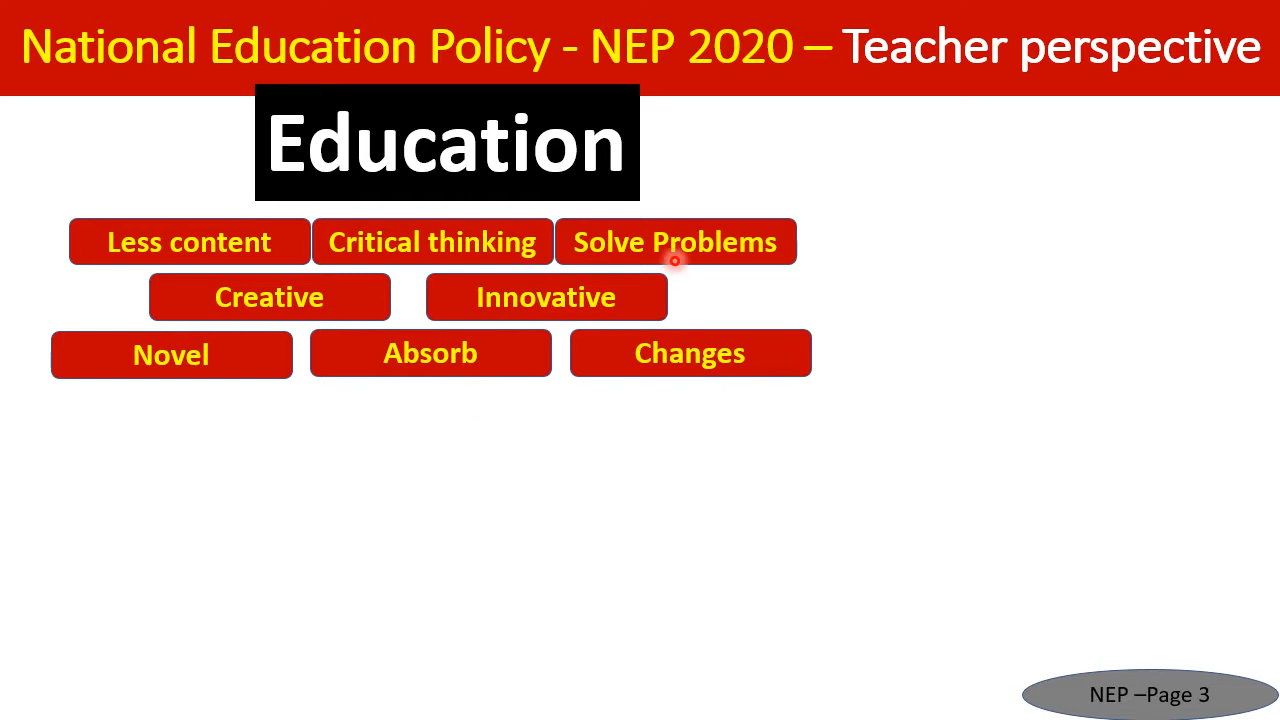 National Education Policy - NEP 2020 – Teacher perspective
Education
Less content Critical thinking Solve Problems
Creative Innovative
Novel Absorb Changes
NEP –Page 3